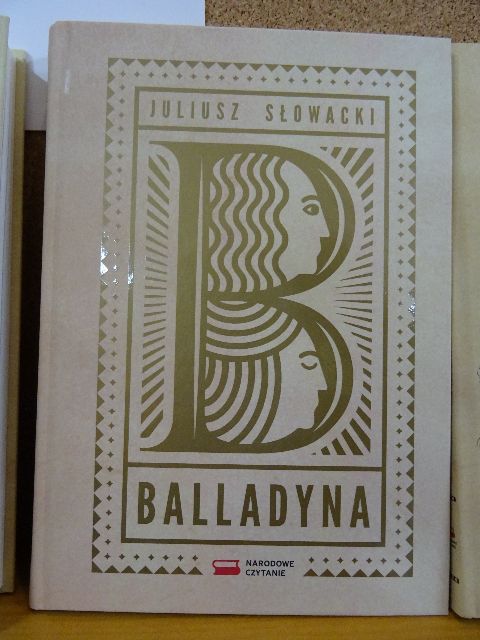 JULIUSZ SŁOWACKI
B
BALLADYNA
NARODOWE
CZYTANIE